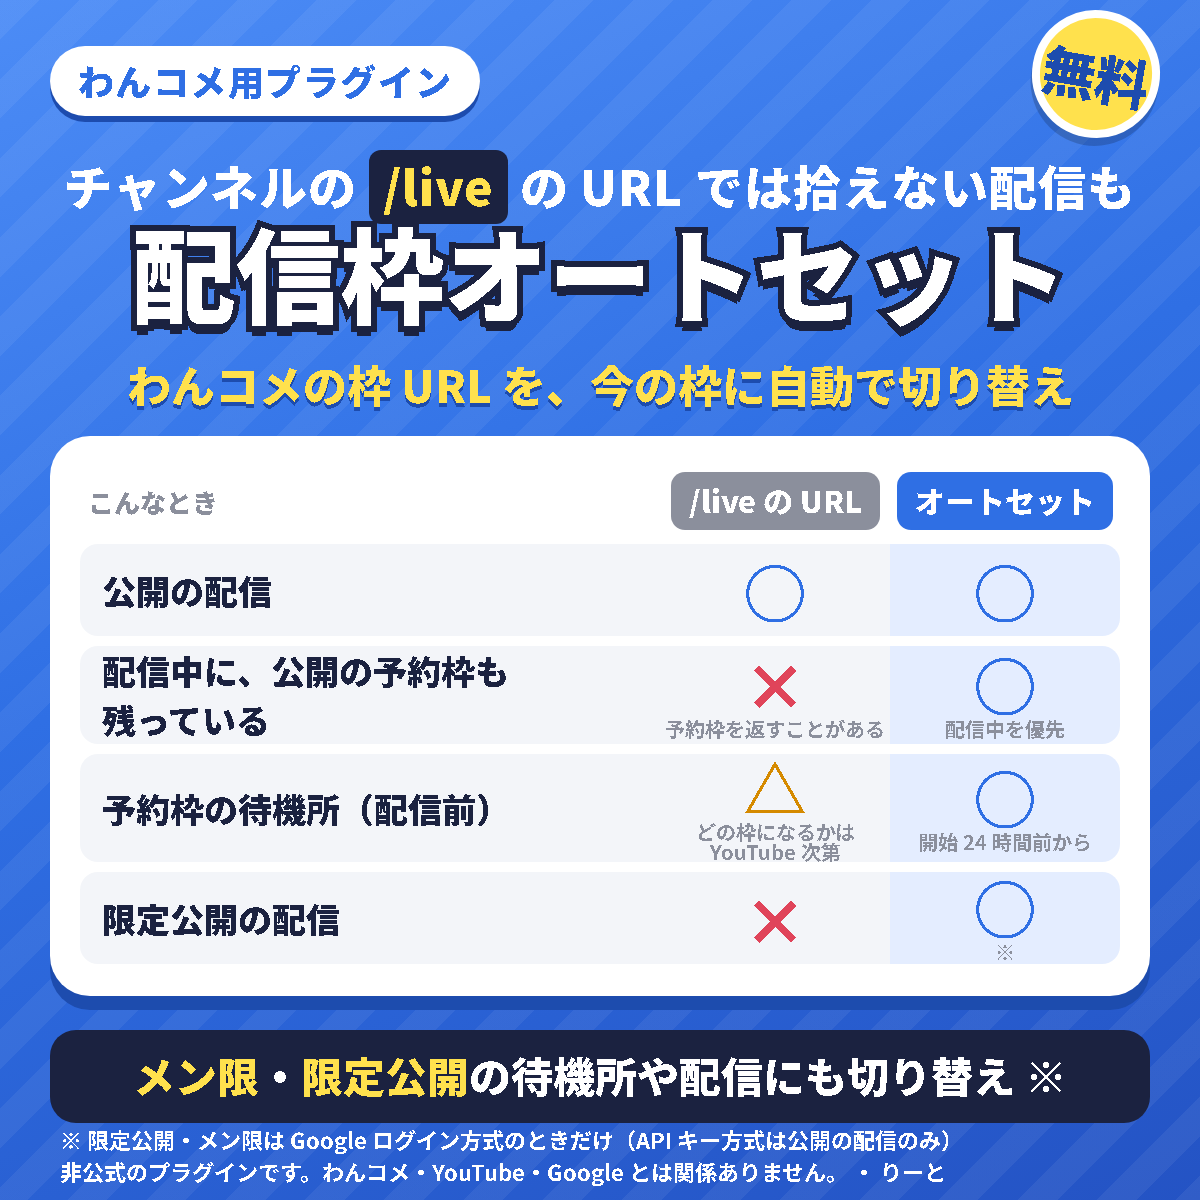 わんコメ用プラグイン
無料
チャンネルの /live の URL では拾えない配信も
配信枠オートセット
わんコメの枠 URL を、今の枠に自動で切り替え
こんなとき
/live の URL
オートセット
公開の配信
○
○
配信中に、公開の予約枠も
残っている
×
予約枠を返すことがある
○
配信中を優先
予約枠の待機所（配信前）
△
どの枠になるかは
YouTube 次第
○
開始 24 時間前から
限定公開の配信
×
○
※
メン限・限定公開の待機所や配信にも切り替え ※
※ 限定公開・メン限は Google ログイン方式のときだけ（API キー方式は公開の配信のみ）
非公式のプラグインです。わんコメ・YouTube・Google とは関係ありません。 ・ りーと